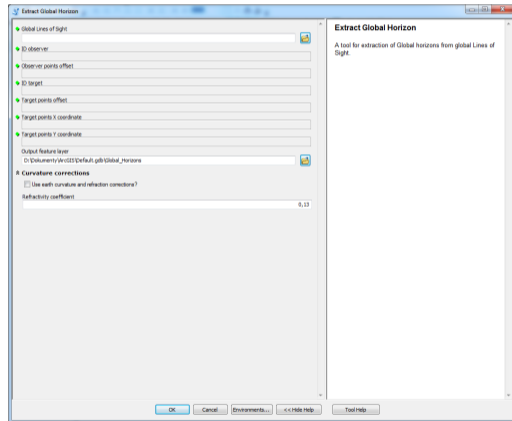 Extract Global Horizon
Global Lines of Sight
ID observer
Observer points offset
ID target
Target points offset
Target points X coordinate
Target points Y coordinate
Output feature layer
D:\Dokumenty\ArcGIS\Default.gdb\Global_Horizons
Curvature corrections
Use earth curvature and refraction corrections?
Refractivity coefficient
0,13
Extract Global Horizon
A tool for extraction of Global horizons from global Lines of
Sight.
OK
Cancel
Environments...
<< Hide Help
Tool Help